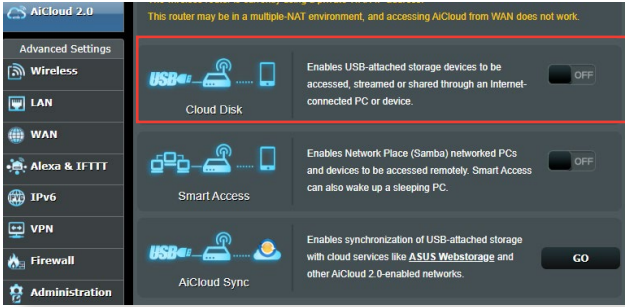 AiCloud 2.0
This router may be in a multiple-NAT environment, and accessing AiCloud from WAN does not work.
Advanced Settings
Wireless
LAN
WAN
Alexa & IFTTT
IPv6
VPN
Firewall
Administration
USB
Cloud Disk
Enables USB-attached storage devices to be
accessed, streamed or shared through an Internet-
connected PC or device.
OFF
Smart Access
Enables Network Place (Samba) networked PCs
and devices to be accessed remotely. Smart Access
can also wake up a sleeping PC.
OFF
USB
AiCloud Sync
Enables synchronization of USB-attached storage
with cloud services like ASUS Webstorage and
other AiCloud 2.0-enabled networks.
GO